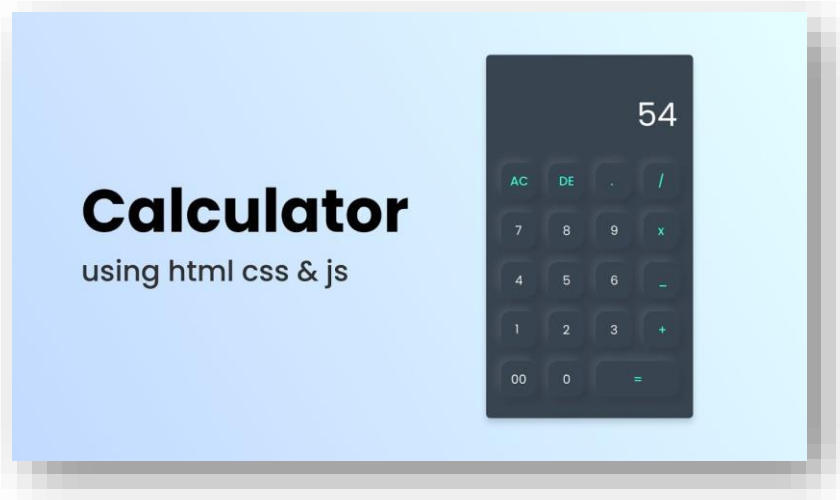 Calculator
using html css & js
54
AC DE . /
7 8 9 x
4 5 6 _
1 2 3 +
00 0 =